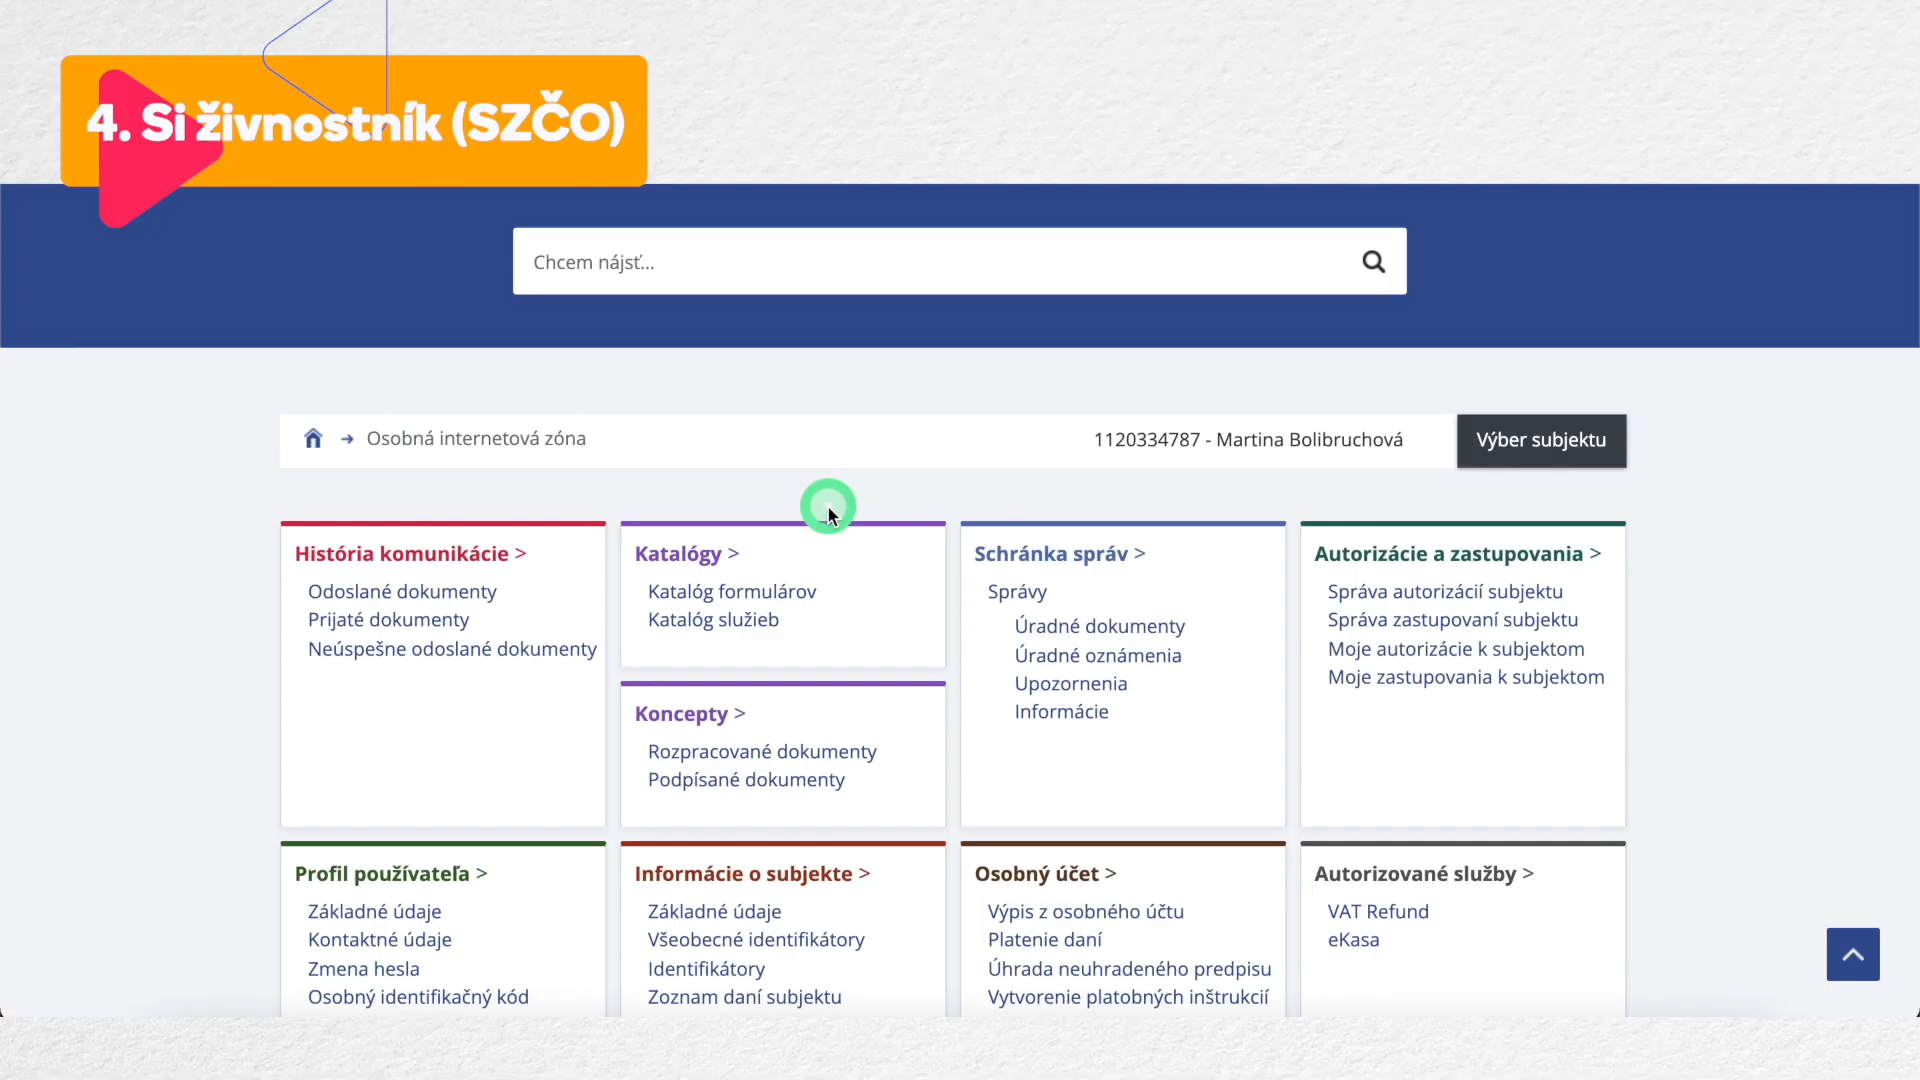 4. Si živnostník (SZČO)
Chcem nájsť...
Osobná internetová zóna
1120334787 - Martina Bolibruchová
Výber subjektu
História komunikácie >
Odoslané dokumenty
Prijaté dokumenty
Neúspešne odoslané dokumenty
Katalógy >
Katalóg formulárov
Katalóg služieb
Koncepty >
Rozpracované dokumenty
Podpísané dokumenty
Schránka správ >
Správy
Úradné dokumenty
Úradné oznámenia
Upozornenia
Informácie
Autorizácie a zastupovania >
Správa autorizácií subjektu
Správa zastupovaní subjektu
Moje autorizácie k subjektom
Moje zastupovania k subjektom
Profil používateľa >
Základné údaje
Kontaktné údaje
Zmena hesla
Osobný identifikačný kód
Informácie o subjekte >
Základné údaje
Všeobecné identifikátory
Identifikátory
Zoznam daní subjektu
Osobný účet >
Výpis z osobného účtu
Platenie daní
Úhrada neuhradeného predpisu
Vytvorenie platobných inštrukcií
Autorizované služby >
VAT Refund
eKasa